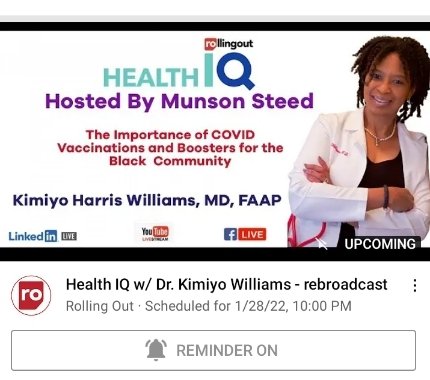 rollingout
HEALTH IQ
Hosted By Munson Steed
The Importance of COVID
Vaccinations and Boosters for the
Black Community
Kimiyo Harris Williams, MD, FAAP
Linked in LIVE
YouTube
LIVESTREAM
f LIVE
UPCOMING
ro
Health IQ w/ Dr. Kimiyo Williams - rebroadcast
Rolling Out · Scheduled for 1/28/22, 10:00 PM
REMINDER ON